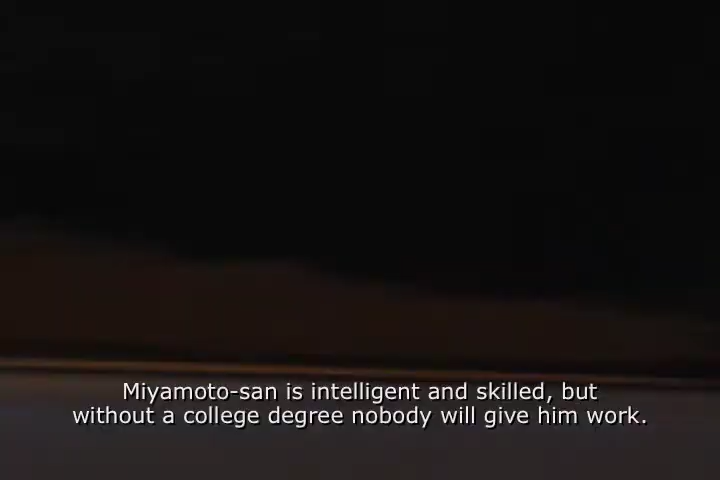 Miyamoto-san is intelligent and skilled, but
without a college degree nobody will give him work.